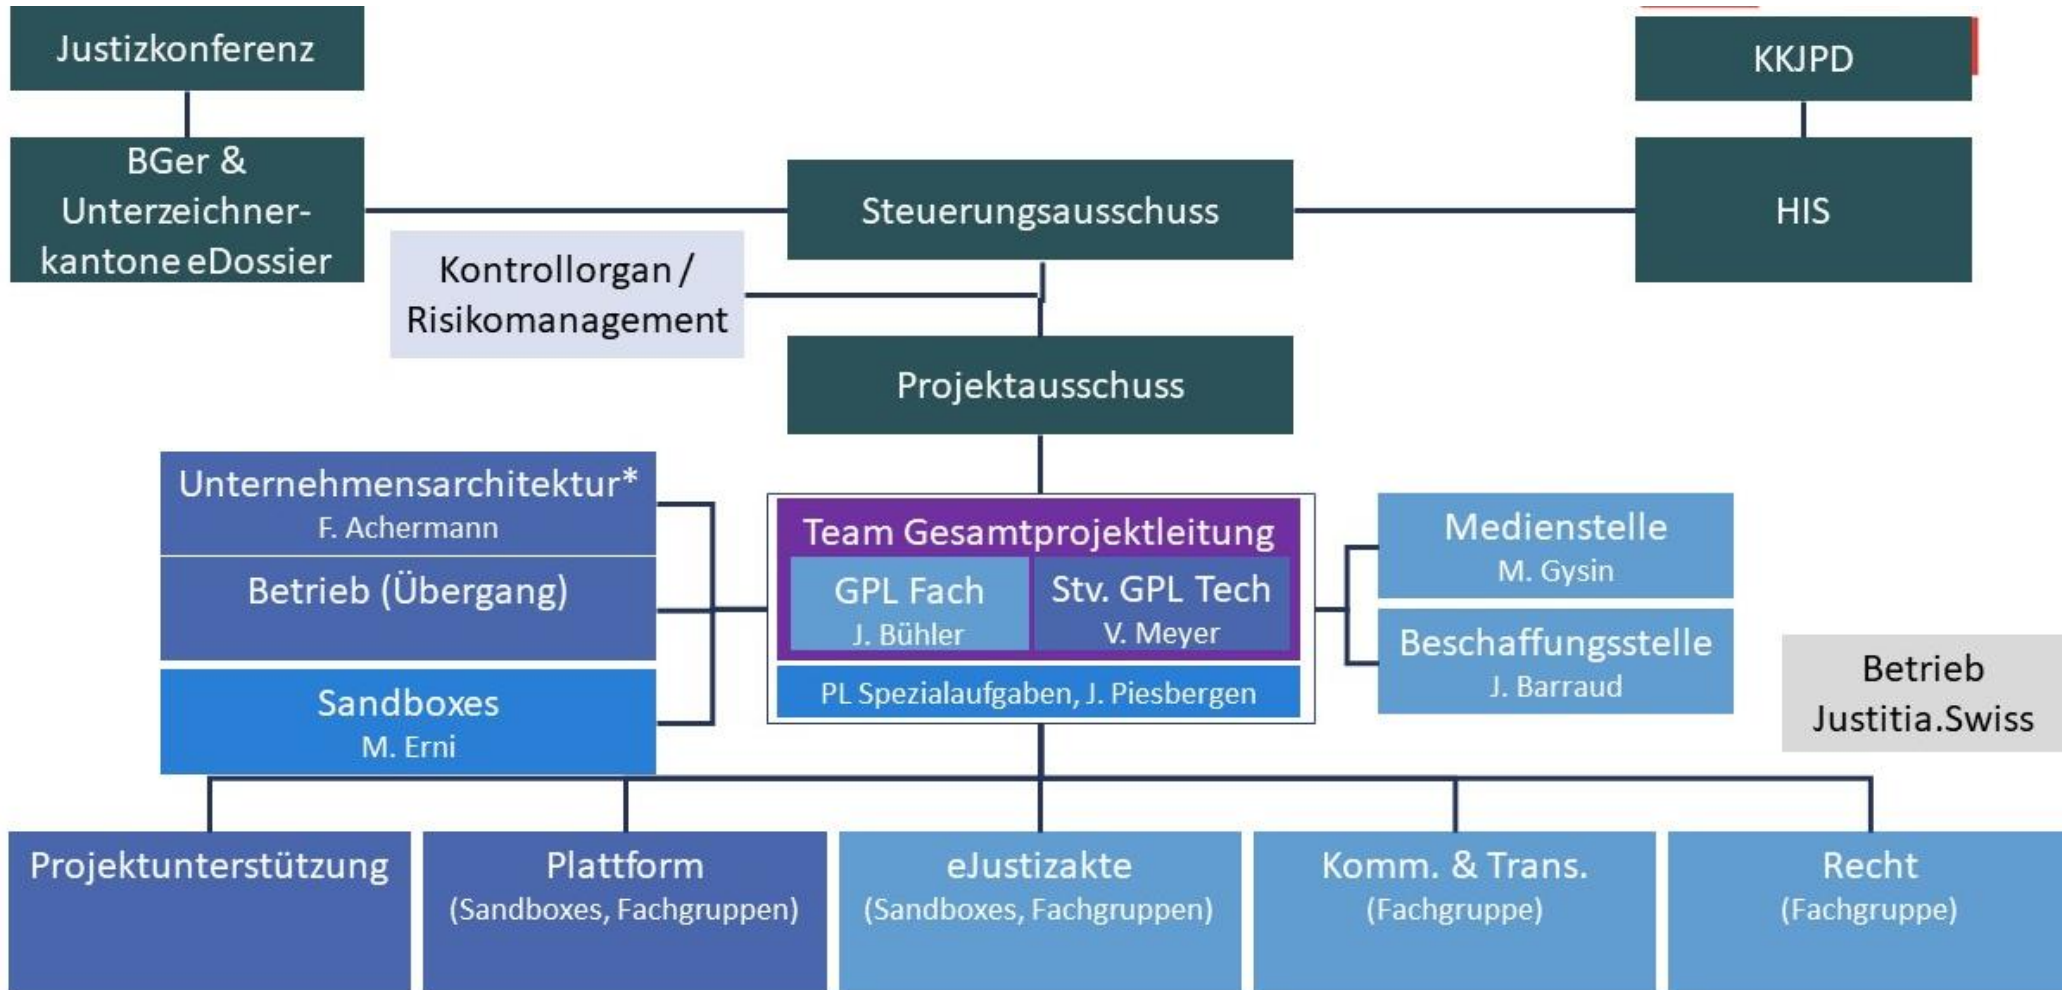 Justizkonferenz
KKJPD
BGer &
Unterzeichner-
kantone eDossier
Steuerungsausschuss
HIS
Kontrollorgan /
Risikomanagement
Projektausschuss
Unternehmensarchitektur*
F. Achermann
Betrieb (Übergang)
Sandboxes
M. Erni
Team Gesamtprojektleitung
GPL Fach
J. Bühler
Stv. GPL Tech
V. Meyer
PL Spezialaufgaben, J. Piesbergen
Medienstelle
M. Gysin
Beschaffungsstelle
J. Barraud
Betrieb
Justitia.Swiss
Projektunterstützung
Plattform
(Sandboxes, Fachgruppen)
eJustizakte
(Sandboxes, Fachgruppen)
Komm. & Trans.
(Fachgruppe)
Recht
(Fachgruppe)